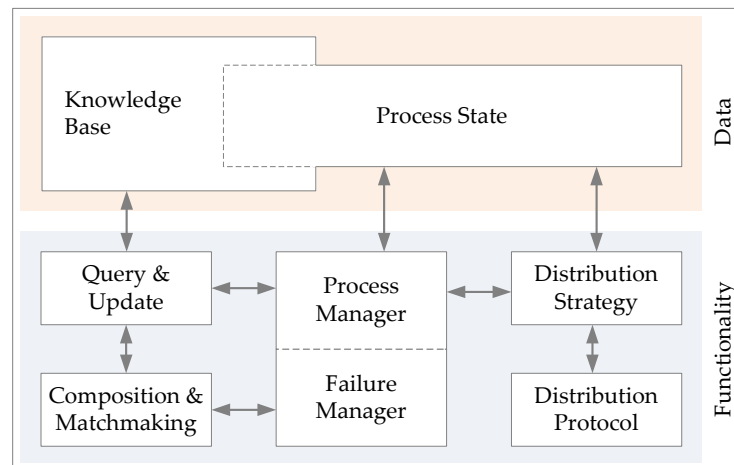 Knowledge
Base
Process State
Data
Query &
Update
Process
Manager
Distribution
Strategy
Composition &
Matchmaking
Failure
Manager
Distribution
Protocol
Functionality